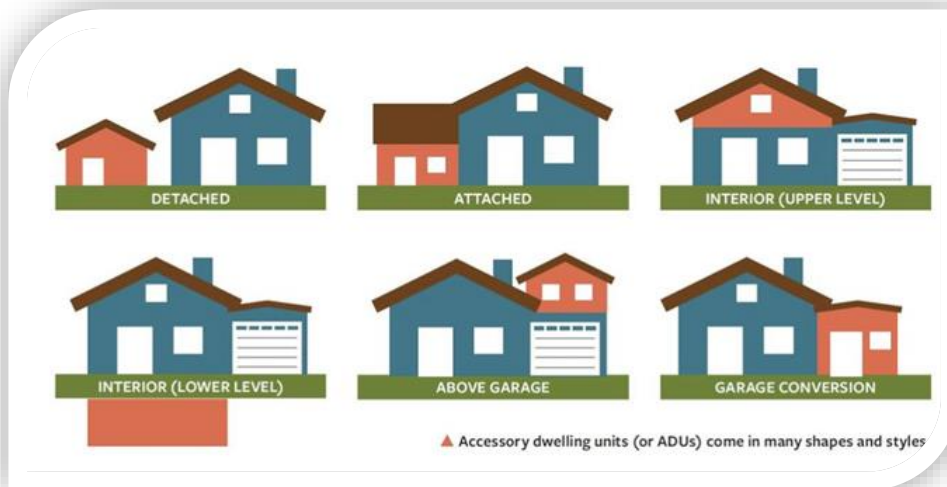 DETACHED
ATTACHED
INTERIOR (UPPER LEVEL)
INTERIOR (LOWER LEVEL)
ABOVE GARAGE
GARAGE CONVERSION
Accessory dwelling units (or ADUs) come in many shapes and styles